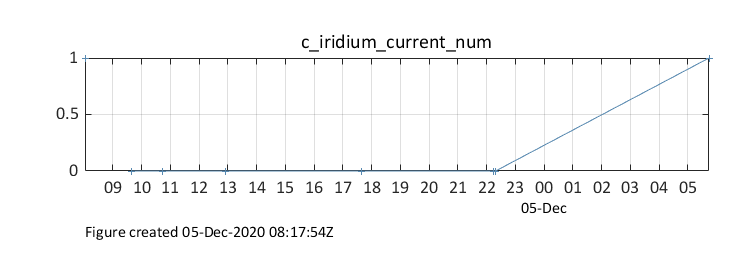 c_iridium_current_num
1
0.5
0
09 10 11 12 13 14 15 16 17 18 19 20 21 22 23 00 01 02 03 04 05
05-Dec
Figure created 05-Dec-2020 08:17:54Z